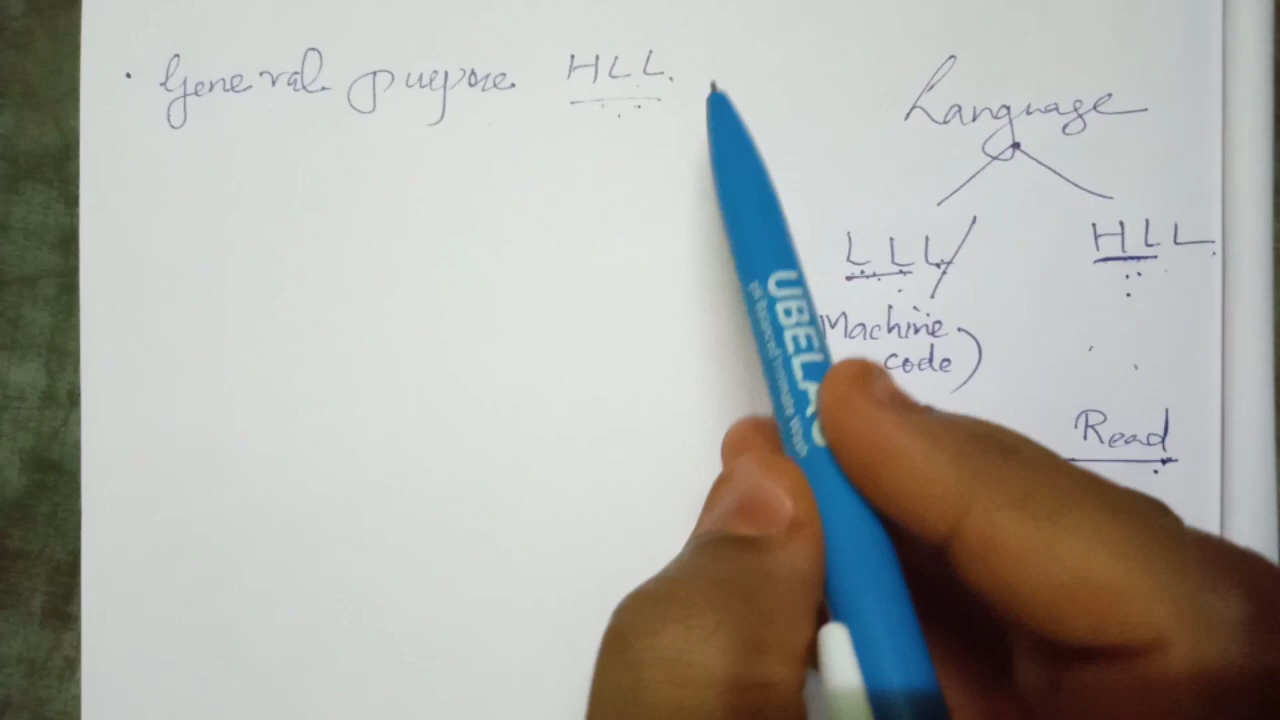 . General purpose HLL.
Language
LLL HLL
Machine
code)
Read
UBELA